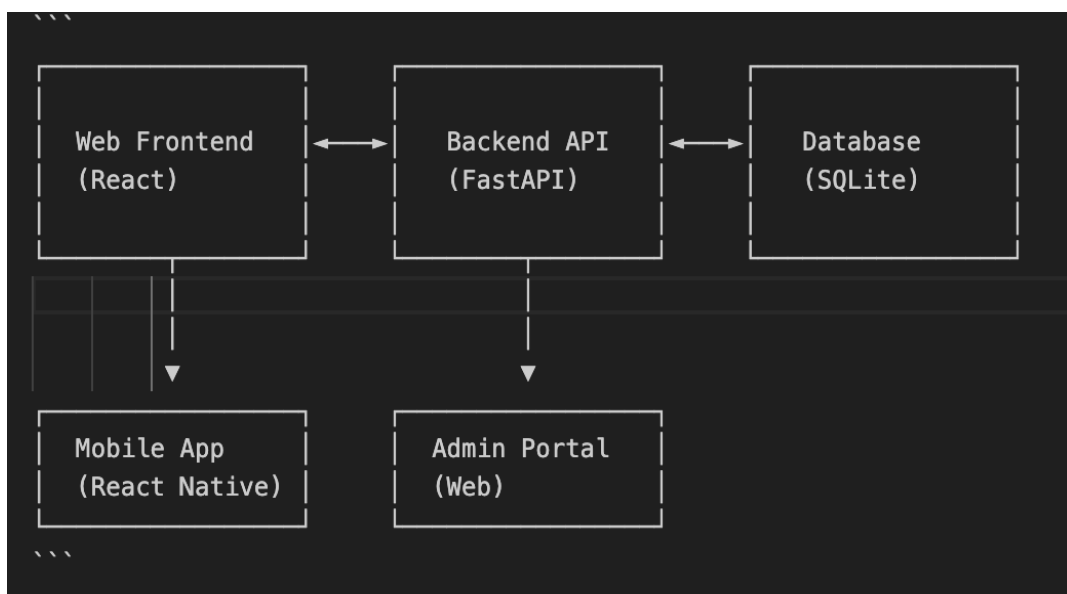 ```
Web Frontend Backend API Database
(React) (FastAPI) (SQLite)
Mobile App Admin Portal
(React Native) (Web)
```